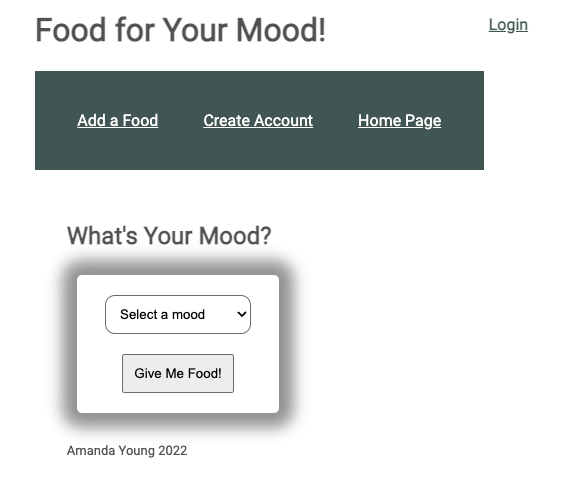 Food for Your Mood!
Login
Add a Food
Create Account
Home Page
What's Your Mood?
Select a mood
Give Me Food!
Amanda Young 2022